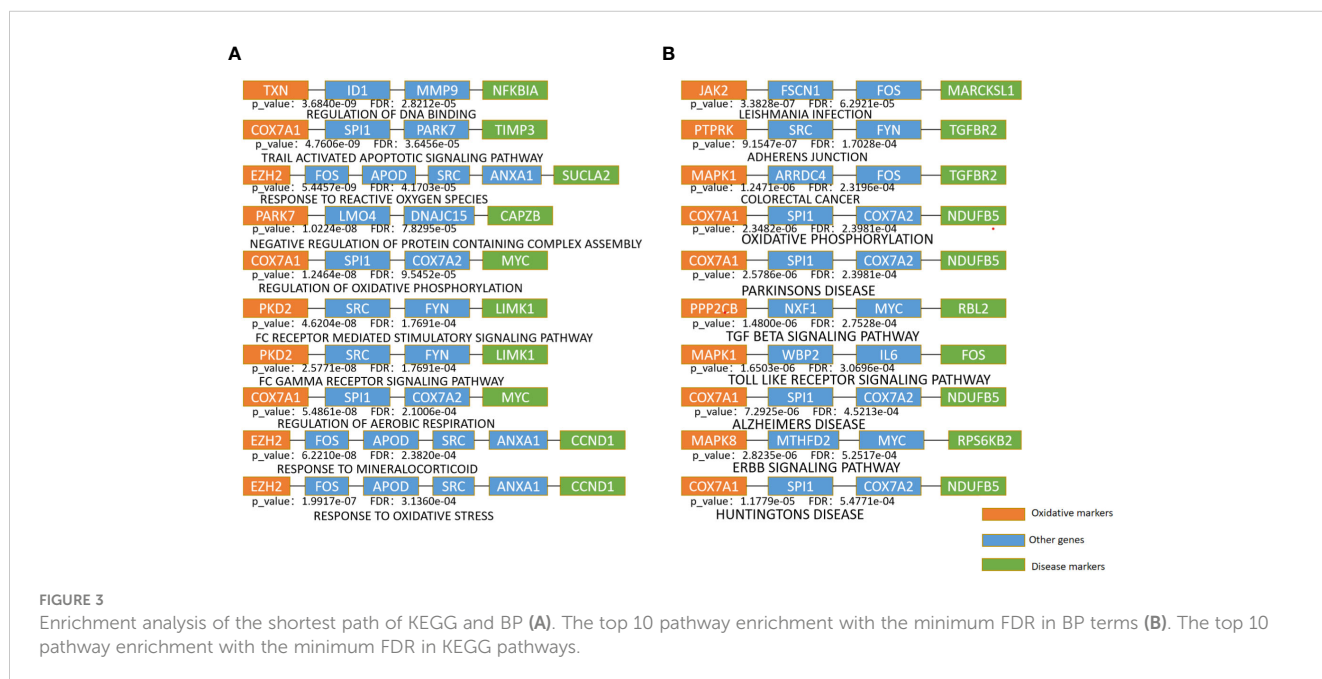 A
TXN ID1 MMP9 NFKBIA
p_value: 3.6840e-09 FDR: 2.8212e-05
REGULATION OF DNA BINDING
COX7A1 SPI1 PARK7 TIMP3
p_value: 4.7606e-09 FDR: 3.6456e-05
TRAIL ACTIVATED APOPTOTIC SIGNALING PATHWAY
EZH2 FOS APOD SRC ANXA1 SUCLA2
p_value: 5.4457e-09 FDR: 4.1703e-05
RESPONSE TO REACTIVE OXYGEN SPECIES
PARK7 LMO4 DNAJC15 CAPZB
p_value: 1.0224e-08 FDR: 7.8295e-05
NEGATIVE REGULATION OF PROTEIN CONTAINING COMPLEX ASSEMBLY
COX7A1 SPI1 COX7A2 MYC
p_value: 1.2464e-08 FDR: 9.5452e-05
REGULATION OF OXIDATIVE PHOSPHORYLATION
PKD2 SRC FYN LIMK1
p_value: 4.6204e-08 FDR: 1.7691e-04
FC RECEPTOR MEDIATED STIMULATORY SIGNALING PATHWAY
PKD2 SRC FYN LIMK1
p_value: 2.5771e-08 FDR: 1.7691e-04
FC GAMMA RECEPTOR SIGNALING PATHWAY
COX7A1 SPI1 COX7A2 MYC
p_value: 5.4861e-08 FDR: 2.1006e-04
REGULATION OF AEROBIC RESPIRATION
EZH2 FOS APOD SRC ANXA1 CCND1
p_value: 6.2210e-08 FDR: 2.3820e-04
RESPONSE TO MINERALOCORTICOID
EZH2 FOS APOD SRC ANXA1 CCND1
p_value: 1.9917e-07 FDR: 3.1360e-04
RESPONSE TO OXIDATIVE STRESS
B
JAK2 FSCN1 FOS MARCKSL1
p_value: 3.3828e-07 FDR: 6.2921e-05
LEISHMANIA INFECTION
PTPRK SRC FYN TGFBR2
p_value: 9.1547e-07 FDR: 1.7028e-04
ADHERENS JUNCTION
MAPK1 ARRDC4 FOS TGFBR2
p_value: 1.2471e-06 FDR: 2.3196e-04
COLORECTAL CANCER
COX7A1 SPI1 COX7A2 NDUFB5
p_value: 2.3482e-06 FDR: 2.3981e-04
OXIDATIVE PHOSPHORYLATION
COX7A1 SPI1 COX7A2 NDUFB5
p_value: 2.5786e-06 FDR: 2.3981e-04
PARKINSONS DISEASE
PPP2CB NXF1 MYC RBL2
p_value: 1.4800e-06 FDR: 2.7528e-04
TGF BETA SIGNALING PATHWAY
MAPK1 WBP2 IL6 FOS
p_value: 1.6503e-06 FDR: 3.0696e-04
TOLL LIKE RECEPTOR SIGNALING PATHWAY
COX7A1 SPI1 COX7A2 NDUFB5
p_value: 7.2925e-06 FDR: 4.5213e-04
ALZHEIMERS DISEASE
MAPK8 MTHFD2 MYC RPS6KB2
p_value: 2.8235e-06 FDR: 5.2517e-04
ERBB SIGNALING PATHWAY
COX7A1 SPI1 COX7A2 NDUFB5
p_value: 1.1779e-05 FDR: 5.4771e-04
HUNTINGTONS DISEASE
Oxidative markers
Other genes
Disease markers
FIGURE 3
Enrichment analysis of the shortest path of KEGG and BP (A). The top 10 pathway enrichment with the minimum FDR in BP terms (B). The top 10
pathway enrichment with the minimum FDR in KEGG pathways.